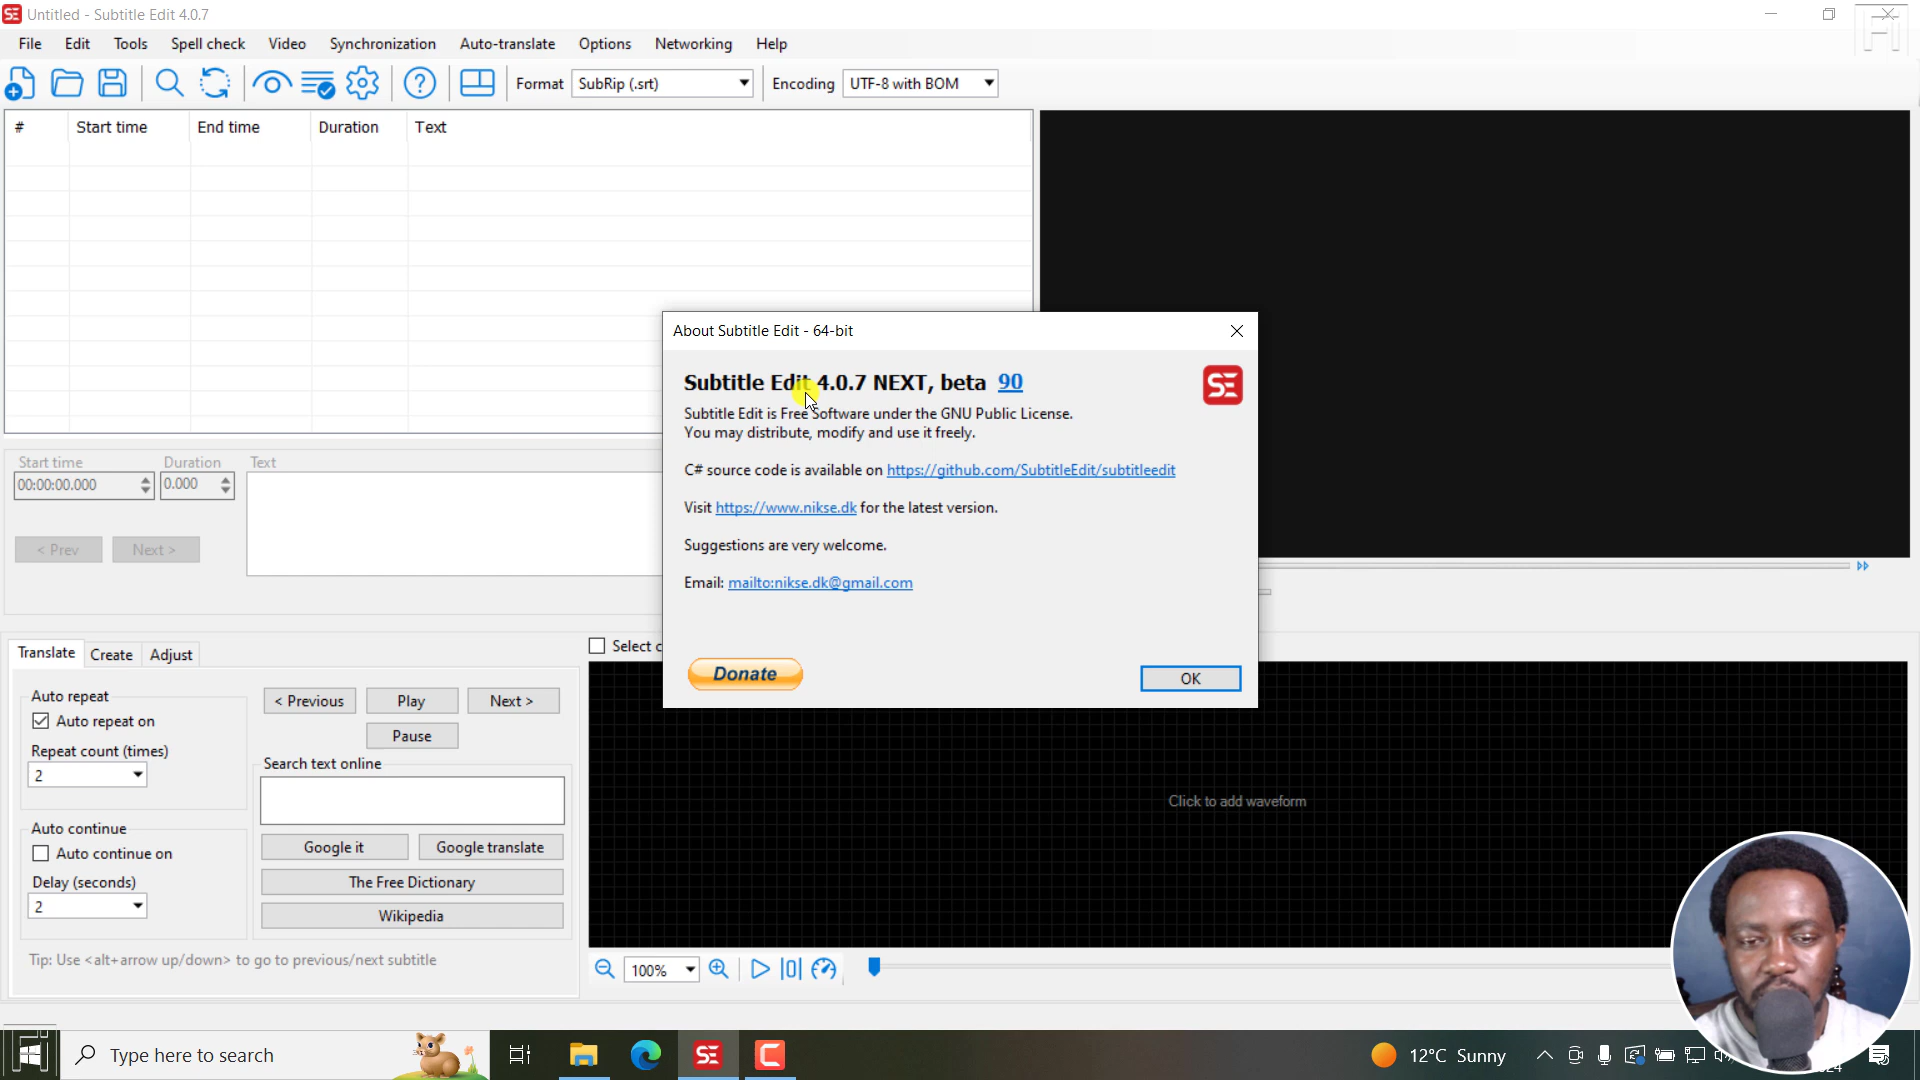 SE Untitled - Subtitle Edit 4.0.7
File Edit Tools Spell check Video Synchronization Auto-translate Options Networking Help
Format SubRip (.srt) Encoding UTF-8 with BOM
# Start time End time Duration Text
About Subtitle Edit - 64-bit
Subtitle Edit 4.0.7 NEXT, beta 90
SE
Subtitle Edit is Free Software under the GNU Public License.
You may distribute, modify and use it freely.
C# source code is available on https://github.com/SubtitleEdit/subtitleedit
Visit https://www.nikse.dk for the latest version.
Suggestions are very welcome.
Email: mailto:nikse.dk@gmail.com
Donate
OK
Start time Duration Text
00:00:00.000 0.000
< Prev Next >
Translate Create Adjust
Select c
Auto repeat
Auto repeat on
Repeat count (times)
2
Auto continue
Auto continue on
Delay (seconds)
2
< Previous Play Next >
Pause
Search text online
Google it Google translate
The Free Dictionary
Wikipedia
Tip: Use <alt+arrow up/down> to go to previous/next subtitle
Click to add waveform
100%
Type here to search
SE
12°C Sunny